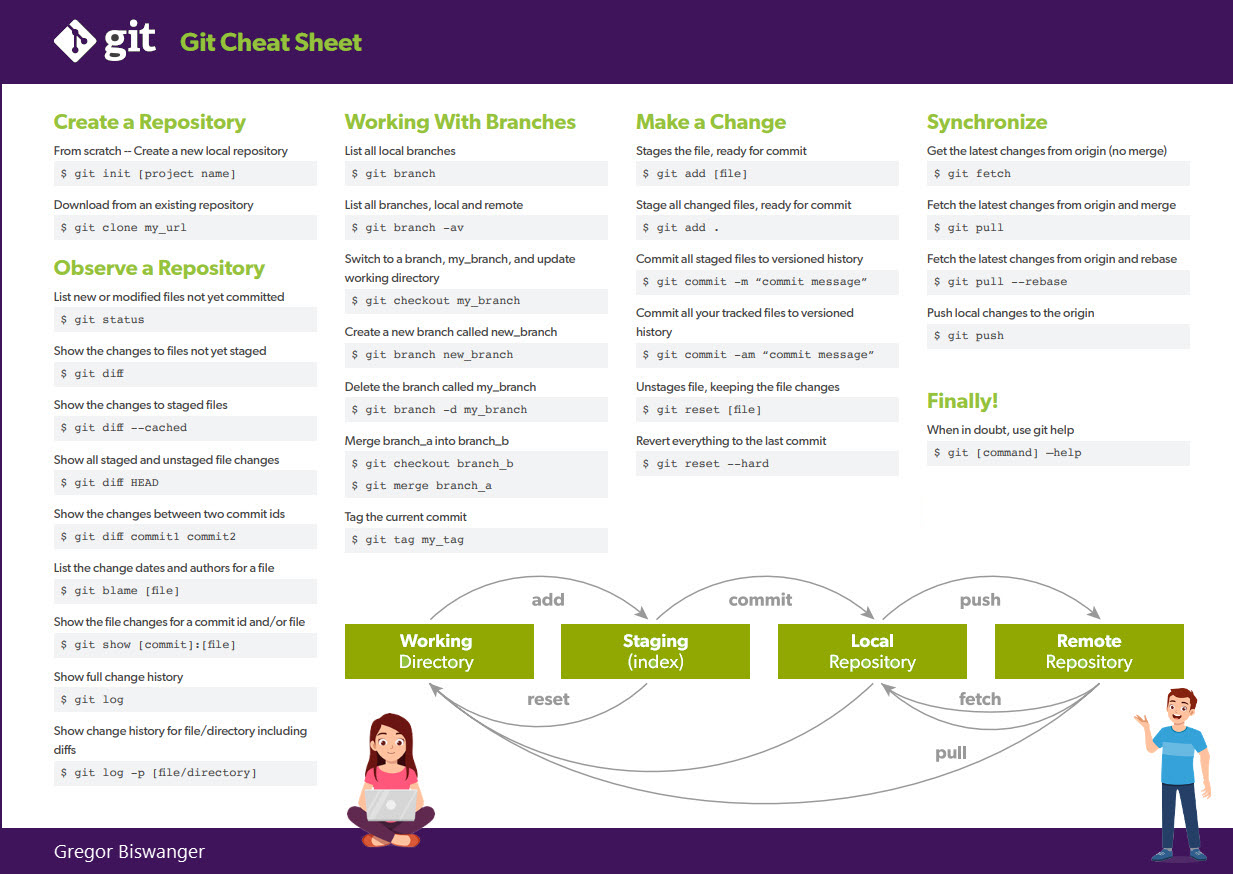 git Git Cheat Sheet
Create a Repository
From scratch -- Create a new local repository
$ git init [project name]
Download from an existing repository
$ git clone my_url
Observe a Repository
List new or modified files not yet committed
$ git status
Show the changes to files not yet staged
$ git diff
Show the changes to staged files
$ git diff --cached
Show all staged and unstaged file changes
$ git diff HEAD
Show the changes between two commit ids
$ git diff commit1 commit2
List the change dates and authors for a file
$ git blame [file]
Show the file changes for a commit id and/or file
$ git show [commit]:[file]
Show full change history
$ git log
Show change history for file/directory including
diffs
$ git log -p [file/directory]
Working With Branches
List all local branches
$ git branch
List all branches, local and remote
$ git branch -av
Switch to a branch, my_branch, and update
working directory
$ git checkout my_branch
Create a new branch called new_branch
$ git branch new_branch
Delete the branch called my_branch
$ git branch -d my_branch
Merge branch_a into branch_b
$ git checkout branch_b
$ git merge branch_a
Tag the current commit
$ git tag my_tag
Make a Change
Stages the file, ready for commit
$ git add [file]
Stage all changed files, ready for commit
$ git add .
Commit all staged files to versioned history
$ git commit -m “commit message”
Commit all your tracked files to versioned
history
$ git commit -am “commit message”
Unstages file, keeping the file changes
$ git reset [file]
Revert everything to the last commit
$ git reset --hard
Synchronize
Get the latest changes from origin (no merge)
$ git fetch
Fetch the latest changes from origin and merge
$ git pull
Fetch the latest changes from origin and rebase
$ git pull --rebase
Push local changes to the origin
$ git push
Finally!
When in doubt, use git help
$ git [command] —help
add commit push
Working Directory
Staging (index)
Local Repository
Remote Repository
reset fetch
pull
Gregor Biswanger